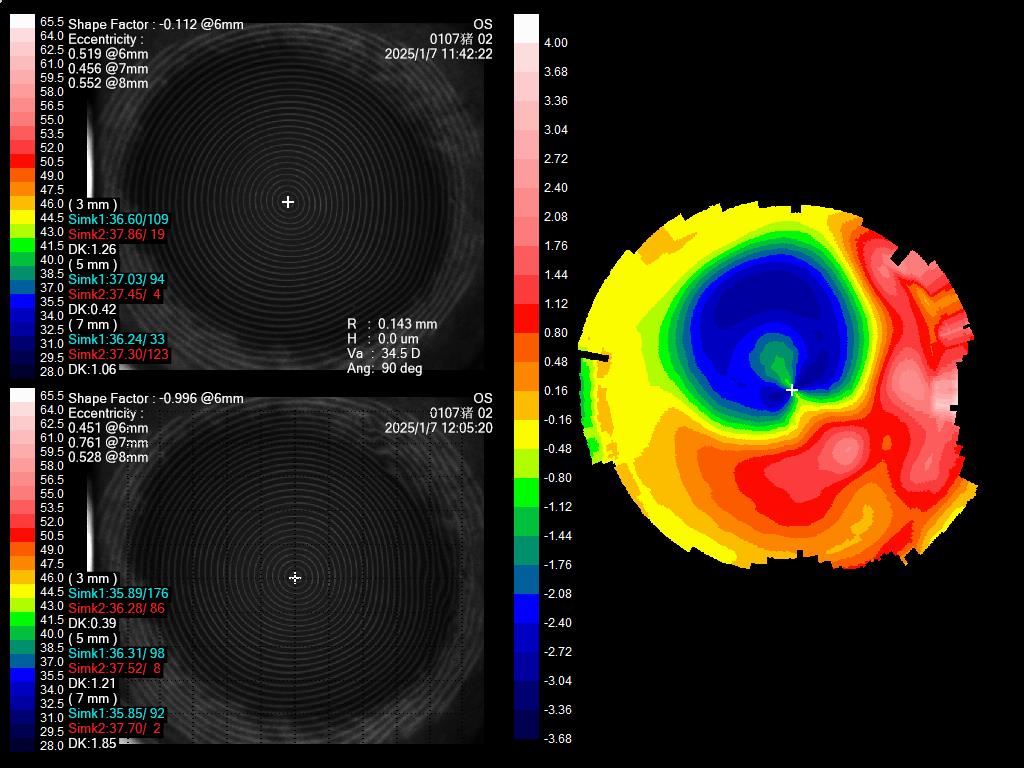 65.5
64.0
62.5
61.0
59.5
58.0
56.5
55.0
53.5
52.0
50.5
49.0
47.5
46.0
44.5
43.0
41.5
40.0
38.5
37.0
35.5
34.0
32.5
31.0
29.5
28.0
Shape Factor : -0.112 @6mm
Eccentricity :
0.519 @6mm
0.456 @7mm
0.552 @8mm
OS
0107猪 02
2025/1/7 11:42:22
( 3 mm )
Simk1:36.60/109
Simk2:37.86/ 19
DK:1.26
( 5 mm )
Simk1:37.03/ 94
Simk2:37.45/ 4
DK:0.42
( 7 mm )
Simk1:36.24/ 33
Simk2:37.30/123
DK:1.06
R : 0.143 mm
H : 0.0 um
Va : 34.5 D
Ang: 90 deg
65.5
64.0
62.5
61.0
59.5
58.0
56.5
55.0
53.5
52.0
50.5
49.0
47.5
46.0
44.5
43.0
41.5
40.0
38.5
37.0
35.5
34.0
32.5
31.0
29.5
28.0
Shape Factor : -0.996 @6mm
Eccentricity :
0.451 @6mm
0.761 @7mm
0.528 @8mm
OS
0107猪 02
2025/1/7 12:05:20
( 3 mm )
Simk1:35.89/176
Simk2:36.28/ 86
DK:0.39
( 5 mm )
Simk1:36.31/ 98
Simk2:37.52/ 8
DK:1.21
( 7 mm )
Simk1:35.85/ 92
Simk2:37.70/ 2
DK:1.85
4.00
3.68
3.36
3.04
2.72
2.40
2.08
1.76
1.44
1.12
0.80
0.48
0.16
-0.16
-0.48
-0.80
-1.12
-1.44
-1.76
-2.08
-2.40
-2.72
-3.04
-3.36
-3.68